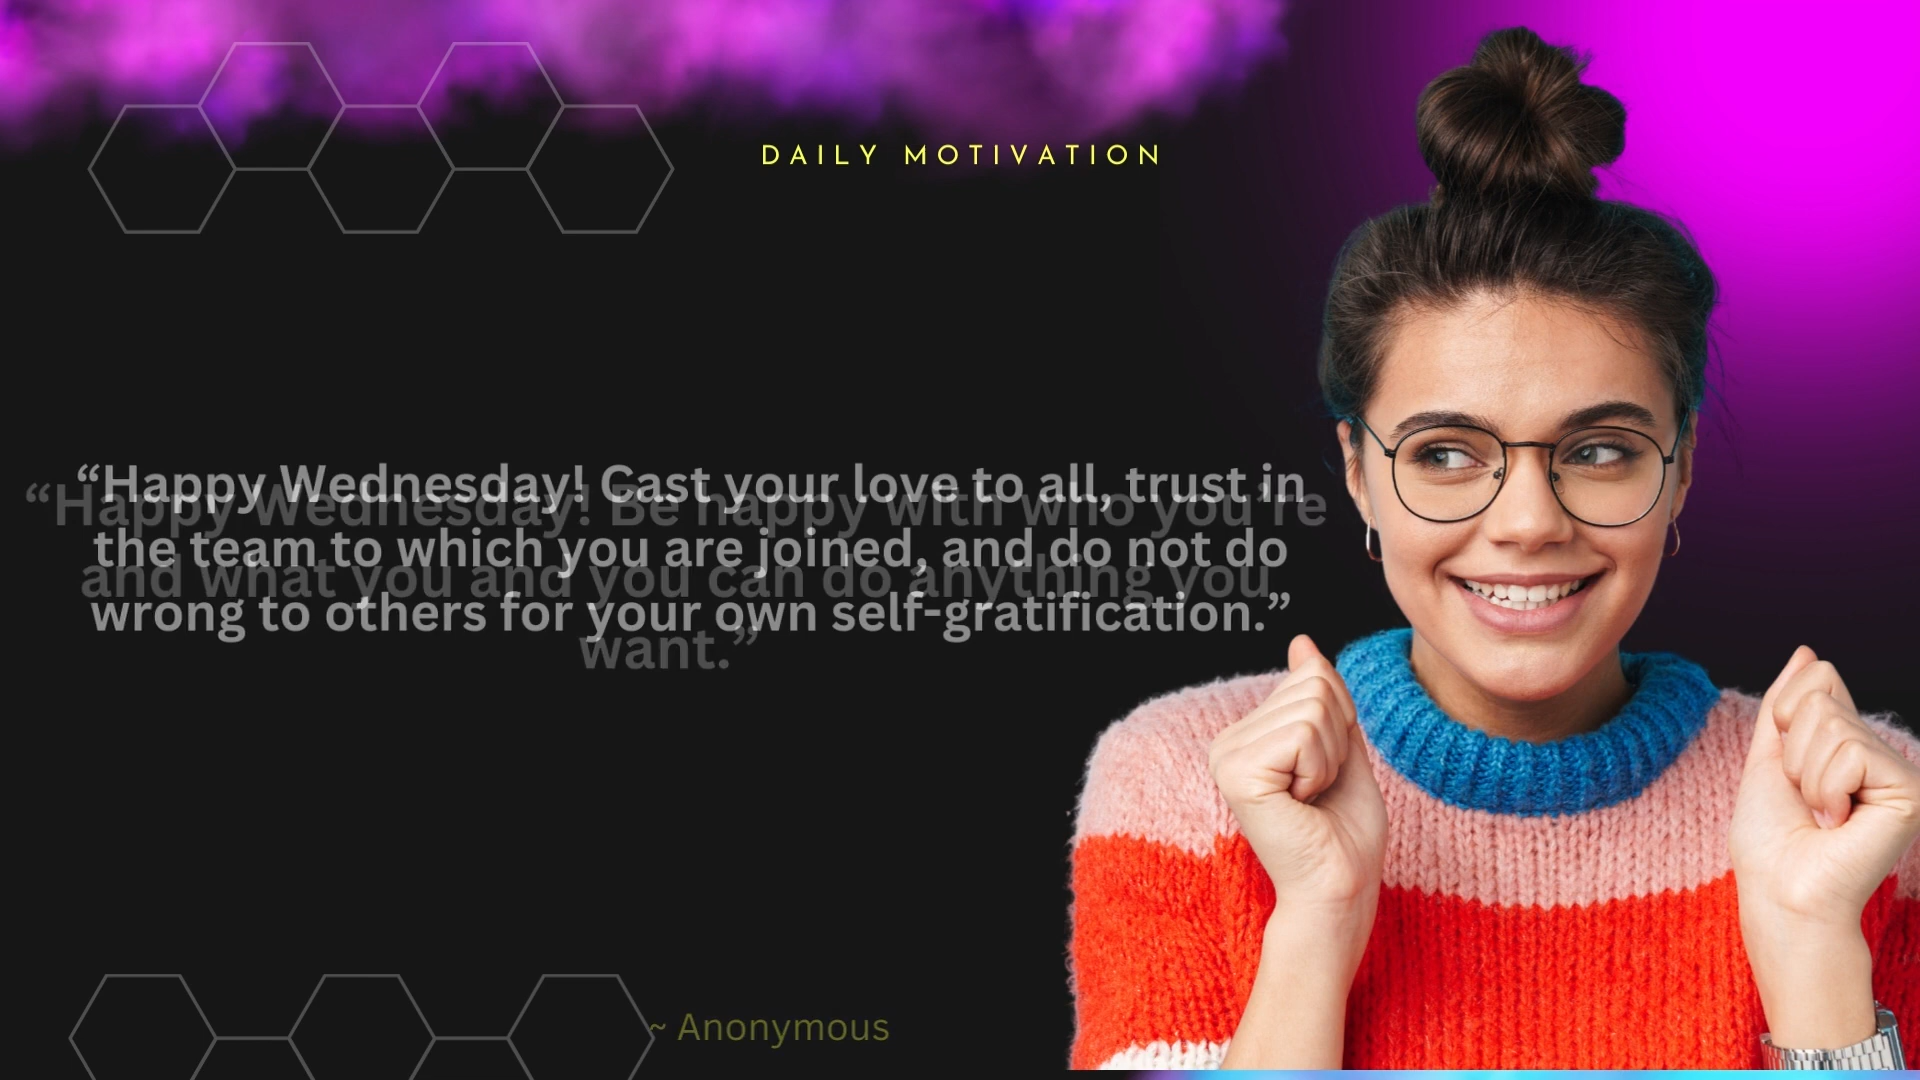 DAILY MOTIVATION
“Happy Wednesday! Cast your love to all, trust in
the team to which you are joined, and do not do
wrong to others for your own self-gratification.”
“Happy Wednesday! Be happy with who you’re
and what you and you can do anything you
want.”
~ Anonymous